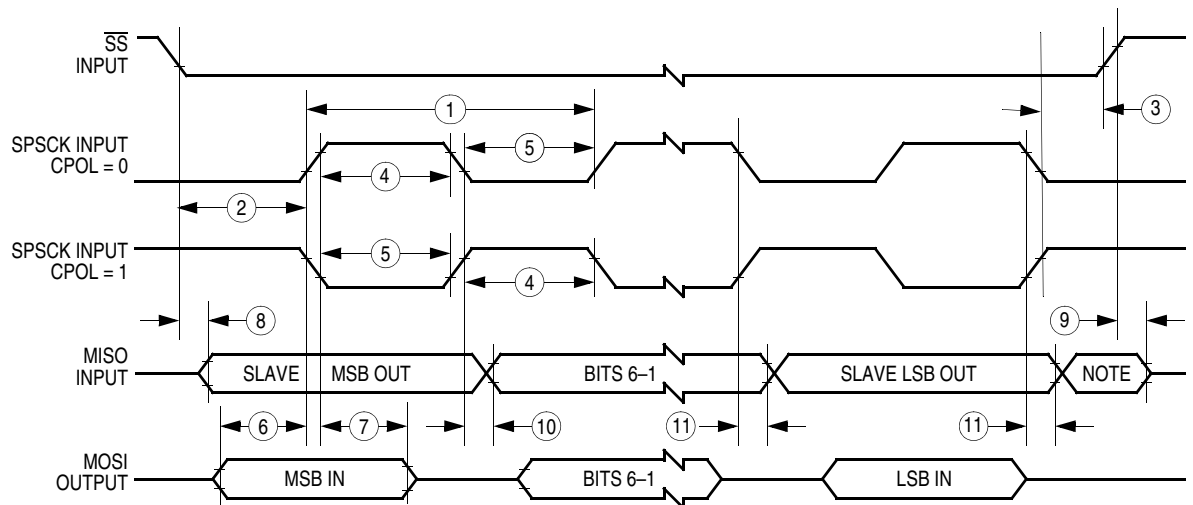 SS
INPUT
1
3
SPSCK INPUT
CPOL = 0
5
4
2
SPSCK INPUT
CPOL = 1
5
4
8
9
MISO
INPUT
SLAVE MSB OUT
BITS 6–1
SLAVE LSB OUT
NOTE
6
7
10
11
11
MOSI
OUTPUT
MSB IN
BITS 6–1
LSB IN